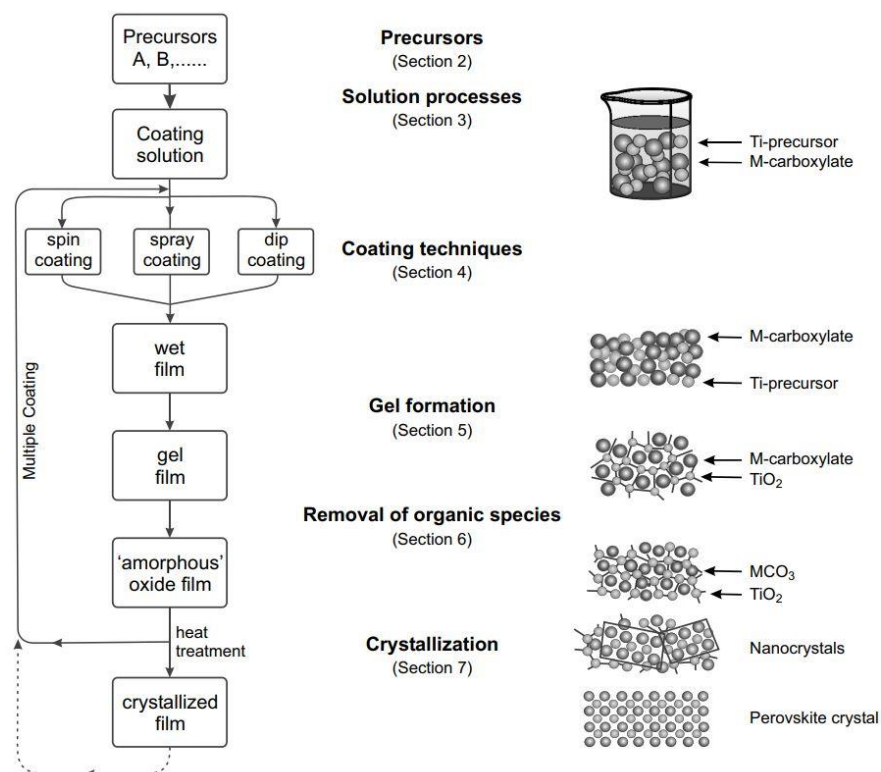 Precursors
A, B,......
Coating
solution
spin
coating
spray
coating
dip
coating
wet
film
gel
film
‘amorphous’
oxide film
heat
treatment
crystallized
film
Multiple Coating
Precursors
(Section 2)
Solution processes
(Section 3)
Coating techniques
(Section 4)
Gel formation
(Section 5)
Removal of organic species
(Section 6)
Crystallization
(Section 7)
Ti-precursor
M-carboxylate
M-carboxylate
Ti-precursor
M-carboxylate
TiO₂
MCO₃
TiO₂
Nanocrystals
Perovskite crystal